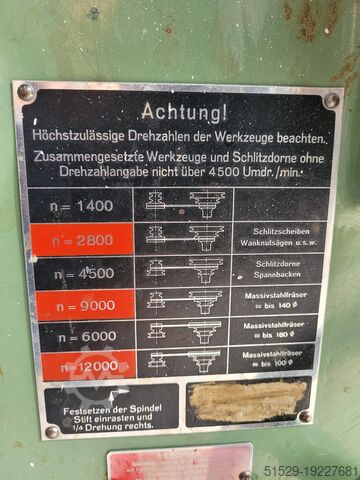 Achtung!
Höchstzulässige Drehzahlen der Werkzeuge beachten.
Zusammengesetzte Werkzeuge und Schlitzdorne ohne
Drehzahlangabe nicht über 4500 Umdr./min.
n = 1400
n = 2800
Schlitzscheiben
Wanknutsägen u.s.w.
n = 4500
Schlitzdorne
Spannbacken
n = 9000
Massivstahlfräser
= bis 140 ϕ
n = 6000
Massivstahlfräser
= bis 180 ϕ
n = 12000
Massivstahlfräser
= bis 100 ϕ
Festsetzen der Spindel
Stift einrasten und
1/4 Drehung rechts.
51529-19227681